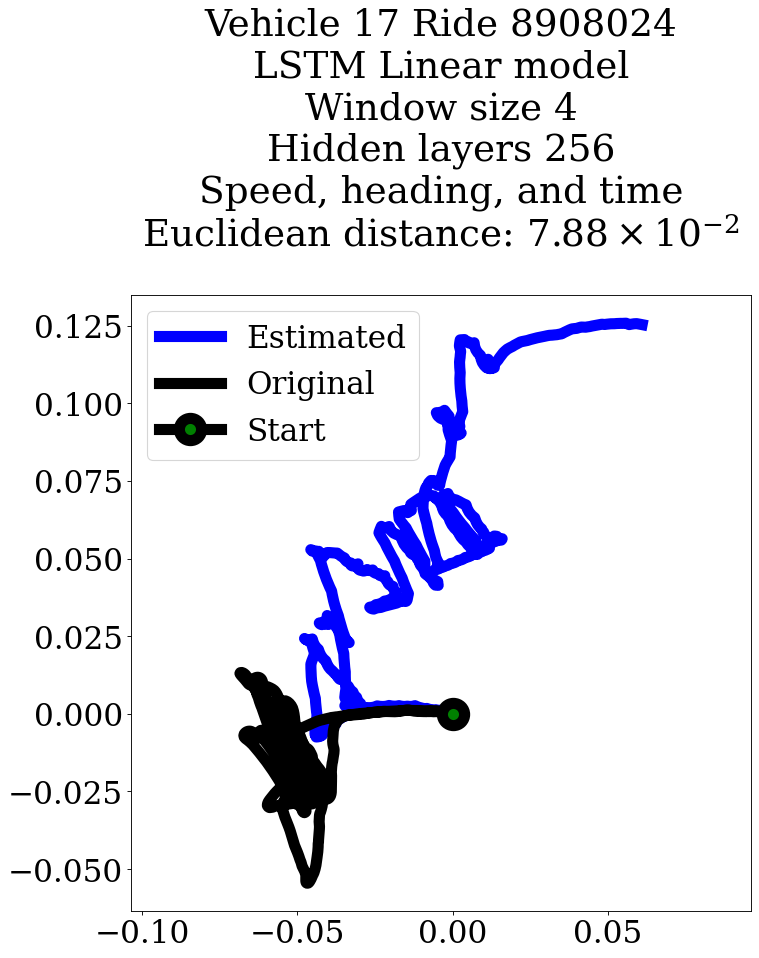 Vehicle 17 Ride 8908024
LSTM Linear model
Window size 4
Hidden layers 256
Speed, heading, and time
Euclidean distance: 7.88 × 10⁻²
Estimated
Original
Start
0.125
0.100
0.075
0.050
0.025
0.000
−0.025
−0.050
−0.10
−0.05
0.00
0.05